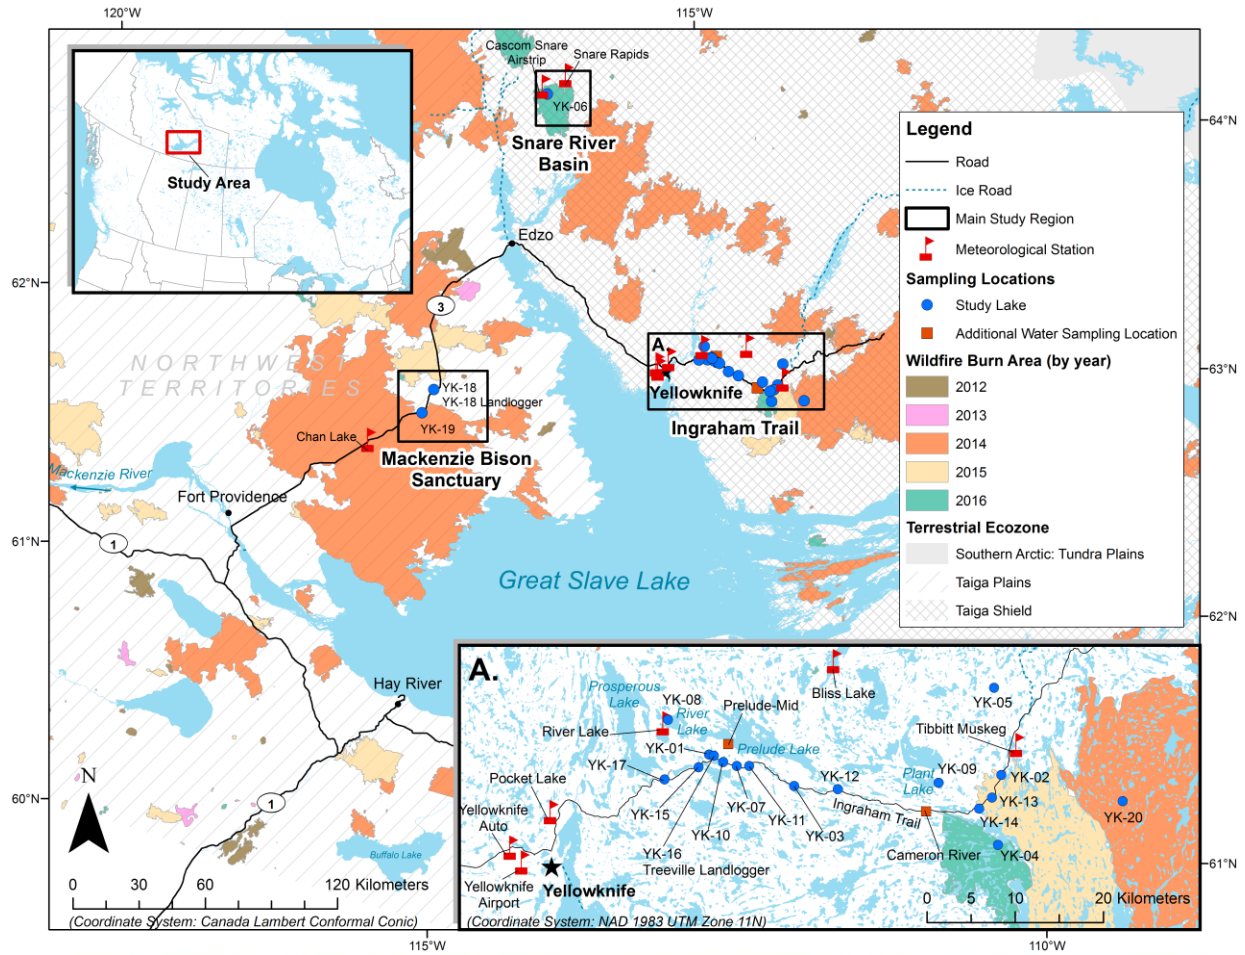 120°W
115°W
Study Area
Cascom Snare
Airstrip
Snare Rapids
YK-06
Snare River
Basin
64°N
Legend
Road
Ice Road
Main Study Region
Meteorological Station
Sampling Locations
Study Lake
Additional Water Sampling Location
Wildfire Burn Area (by year)
2012
2013
2014
2015
2016
Terrestrial Ecozone
Southern Arctic: Tundra Plains
Taiga Plains
Taiga Shield
Edzo
62°N
3
NORTHWEST
TERRITORIES
A.
Yellowknife
Ingraham Trail
63°N
YK-18
YK-18 Landlogger
YK-19
Chan Lake
Mackenzie Bison
Sanctuary
Mackenzie River
Fort Providence
61°N
1
Great Slave Lake
62°N
Hay River
60°N
1
N
Buffalo Lake
0 30 60 120 Kilometers
(Coordinate System: Canada Lambert Conformal Conic)
115°W
A.
Prosperous
Lake
YK-08
River
Lake
River Lake
Prelude-Mid
Bliss Lake
YK-05
Tibbitt Muskeg
YK-01
Prelude Lake
YK-17
Pocket Lake
YK-12
Plant
Lake
YK-09
YK-02
YK-13
YK-14
YK-20
Yellowknife
Auto
YK-15
YK-07
YK-11
YK-03
Ingraham Trail
YK-10
YK-16
Treeville Landlogger
Cameron River
YK-04
Yellowknife
Airport
Yellowknife
61°N
0 5 10 20 Kilometers
(Coordinate System: NAD 1983 UTM Zone 11N)
110°W